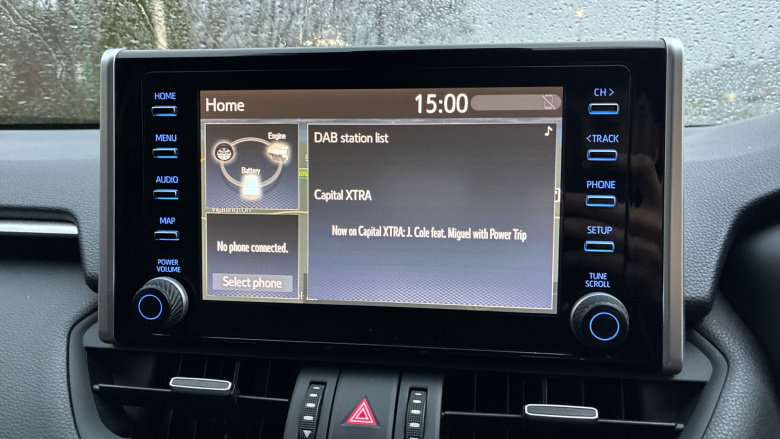 HOME
MENU
AUDIO
MAP
POWER
VOLUME
Home
15:00
Engine
Battery
No phone connected.
Select phone
DAB station list
Capital XTRA
Now on Capital XTRA: J. Cole feat. Miguel with Power Trip
CH >
< TRACK
PHONE
SETUP
TUNE
SCROLL